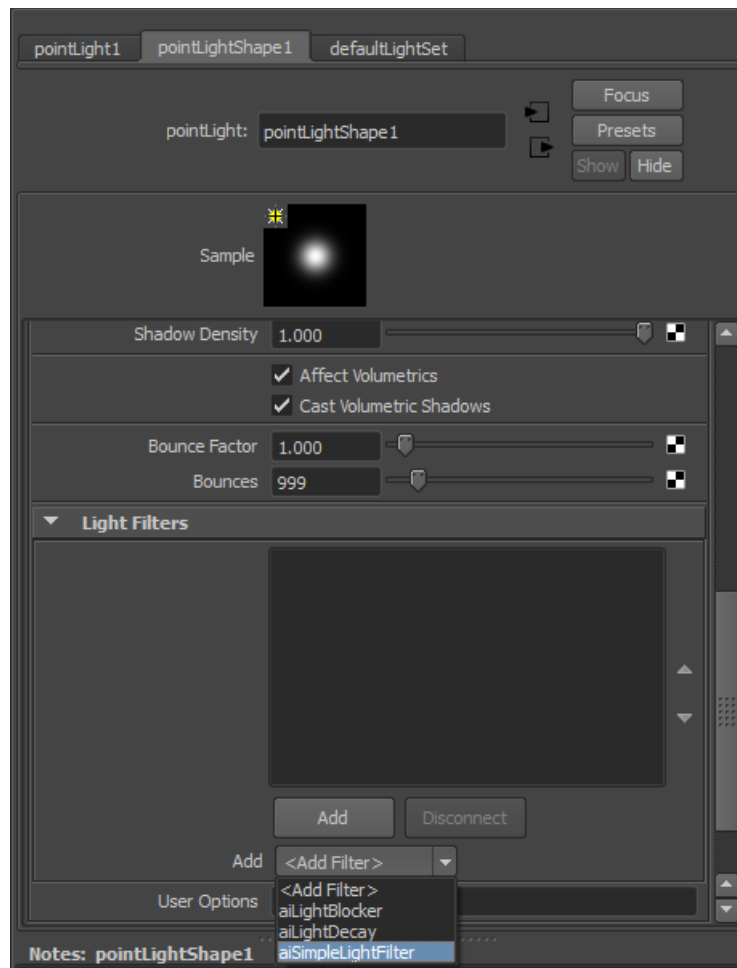 pointLight1 pointLightShape1 defaultLightSet
Focus
pointLight: pointLightShape1
Presets
Show Hide
Sample
Shadow Density 1.000
Affect Volumetrics
Cast Volumetric Shadows
Bounce Factor 1.000
Bounces 999
Light Filters
Add Disconnect
Add <Add Filter>
<Add Filter>
User Options
aiLightBlocker
aiLightDecay
aiSimpleLightFilter
Notes: pointLightShape1